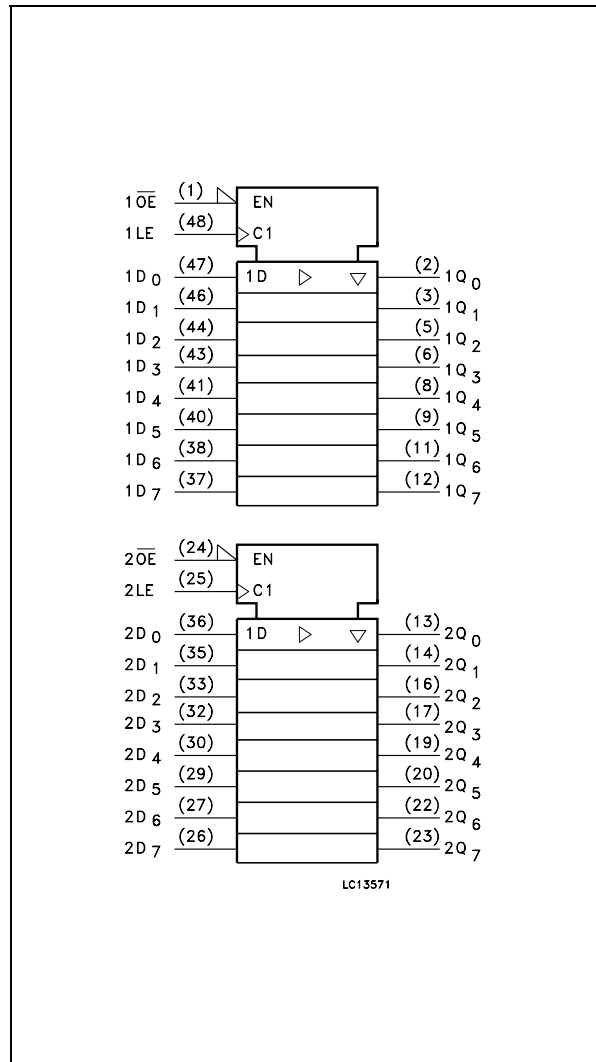 1OE (1) EN
1LE (48) C1
1D0 (47) 1D (2) 1Q0
1D1 (46) (3) 1Q1
1D2 (44) (5) 1Q2
1D3 (43) (6) 1Q3
1D4 (41) (8) 1Q4
1D5 (40) (9) 1Q5
1D6 (38) (11) 1Q6
1D7 (37) (12) 1Q7
2OE (24) EN
2LE (25) C1
2D0 (36) 1D (13) 2Q0
2D1 (35) (14) 2Q1
2D2 (33) (16) 2Q2
2D3 (32) (17) 2Q3
2D4 (30) (19) 2Q4
2D5 (29) (20) 2Q5
2D6 (27) (22) 2Q6
2D7 (26) (23) 2Q7
LC13571